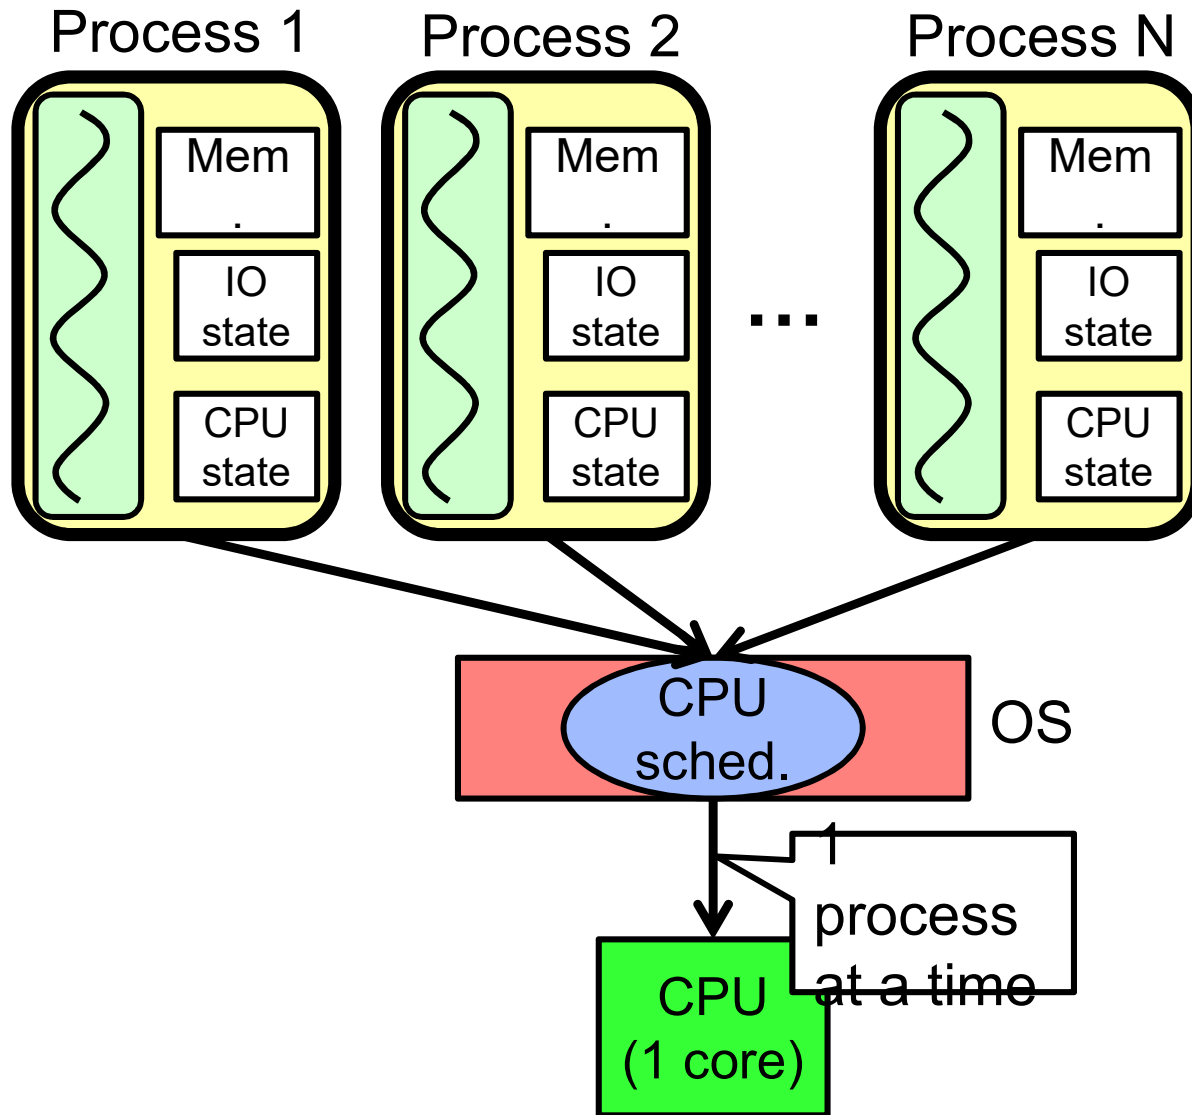 Process 1
Process 2
Process N
Mem
.
IO
state
CPU
state
Mem
.
IO
state
CPU
state
...
Mem
.
IO
state
CPU
state
CPU
sched.
OS
1
process
at a time
CPU
(1 core)